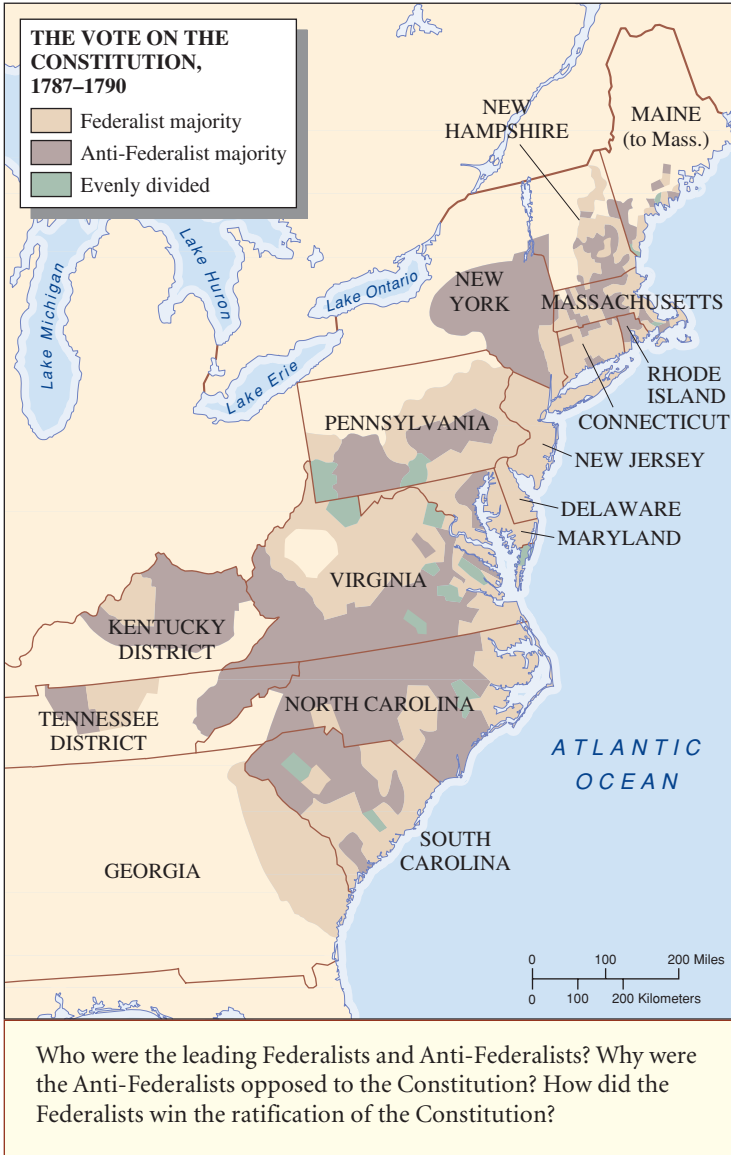 THE VOTE ON THE
CONSTITUTION,
1787–1790
Federalist majority
Anti-Federalist majority
Evenly divided
NEW
HAMPSHIRE
MAINE
(to Mass.)
Lake Michigan
Lake Huron
Lake Ontario
Lake Erie
NEW
YORK
MASSACHUSETTS
RHODE
ISLAND
CONNECTICUT
PENNSYLVANIA
NEW JERSEY
DELAWARE
MARYLAND
VIRGINIA
KENTUCKY
DISTRICT
NORTH CAROLINA
TENNESSEE
DISTRICT
ATLANTIC
OCEAN
SOUTH
CAROLINA
GEORGIA
0 100 200 Miles
0 100 200 Kilometers
Who were the leading Federalists and Anti-Federalists? Why were
the Anti-Federalists opposed to the Constitution? How did the
Federalists win the ratification of the Constitution?